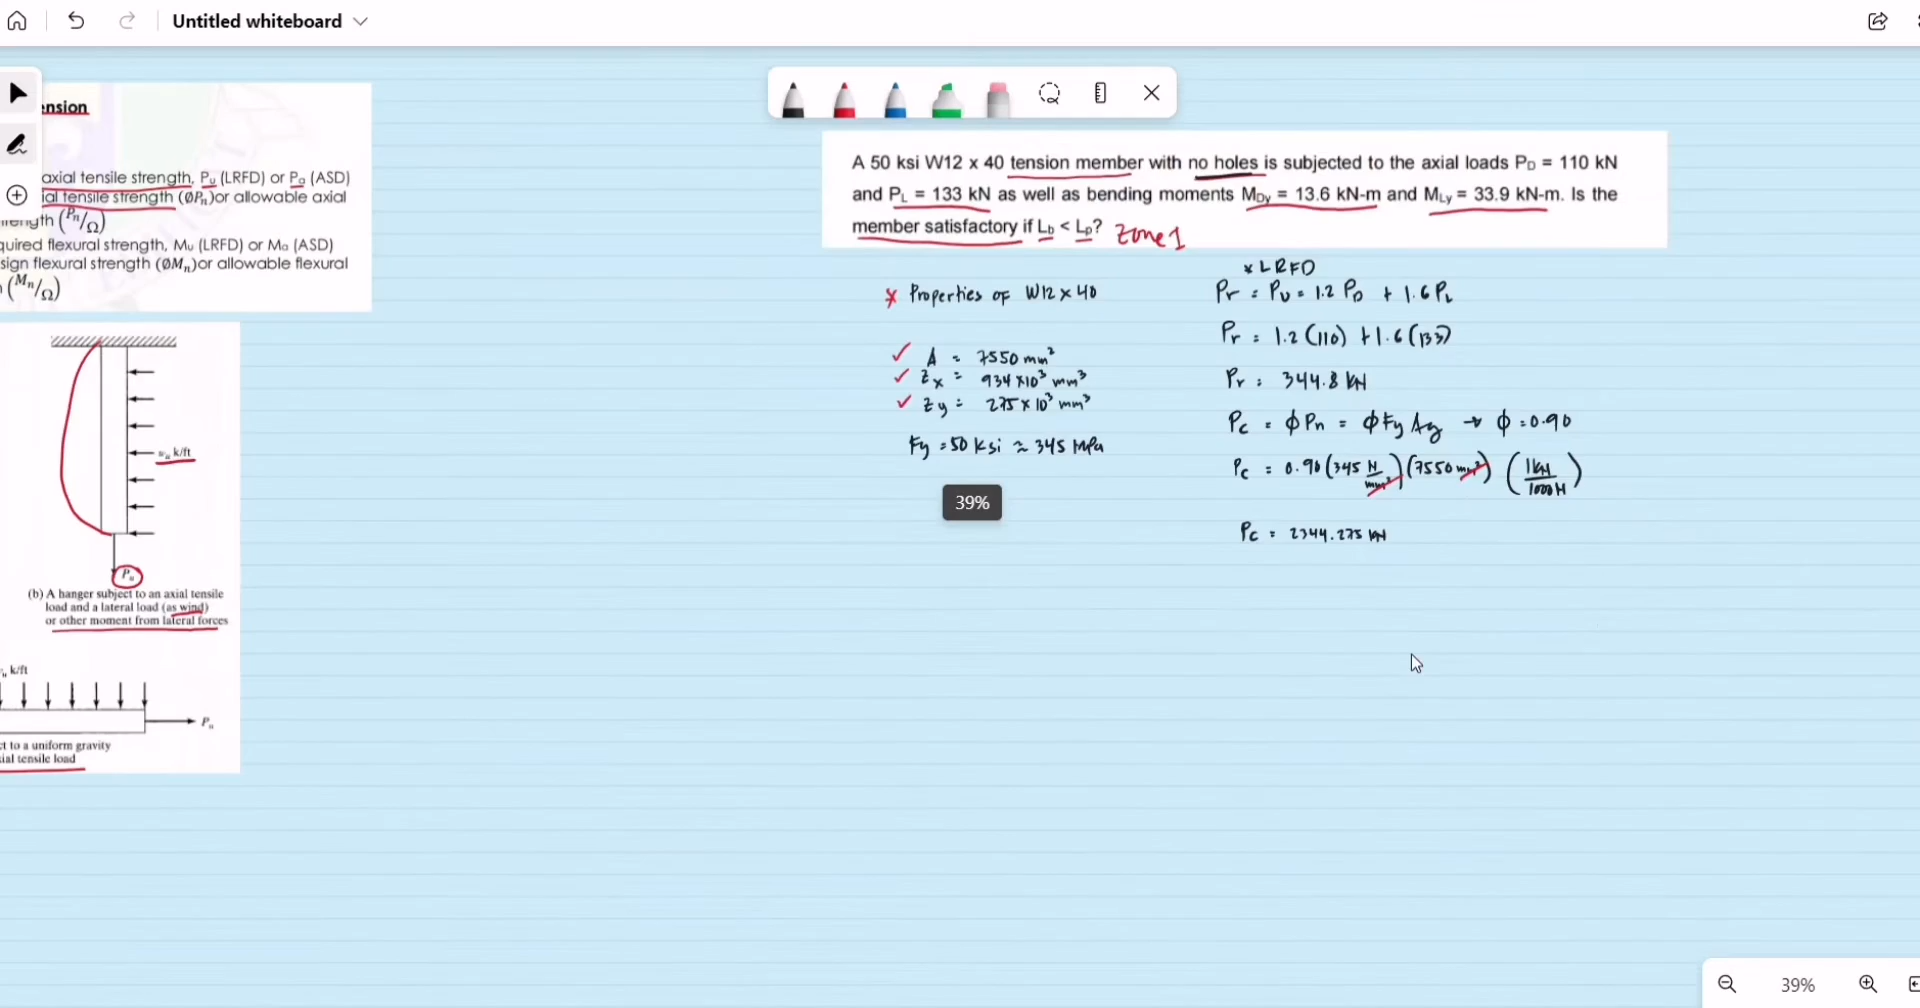 Untitled whiteboard
ension
axial tensile strength, Pu (LRFD) or Pa (ASD)
ial tensile strength (ØPn)or allowable axial
(Pn/Ω)
quired flexural strength, Mu (LRFD) or Ma (ASD)
sign flexural strength (ØMn)or allowable flexural
(Mn/Ω)
wu k/ft
Pu
(b) A hanger subject to an axial tensile
load and a lateral load (as wind)
or other moment from lateral forces
k/ft
Pu
ct to a uniform gravity
ial tensile load
A 50 ksi W12 x 40 tension member with no holes is subjected to the axial loads PD = 110 kN
and PL = 133 kN as well as bending moments MDy = 13.6 kN-m and MLy = 33.9 kN-m. Is the
member satisfactory if Lb < Lp? Zone 1
* Properties of W12 x 40
A = 7550 mm²
Zx = 934 x10³ mm³
Zy = 275 x 10³ mm³
Fy = 50 ksi ≈ 345 MPa
39%
* LRFD
Pr = PU = 1.2 PD + 1.6 PL
Pr = 1.2 (110) + 1.6 (133)
Pr = 344.8 kN
Pc = ϕPn = ϕFyAg → ϕ = 0.90
Pc = 0.90 (345 N/mm²) (7550 mm²) (1kN/1000N)
Pc = 2344.275 kN
39%